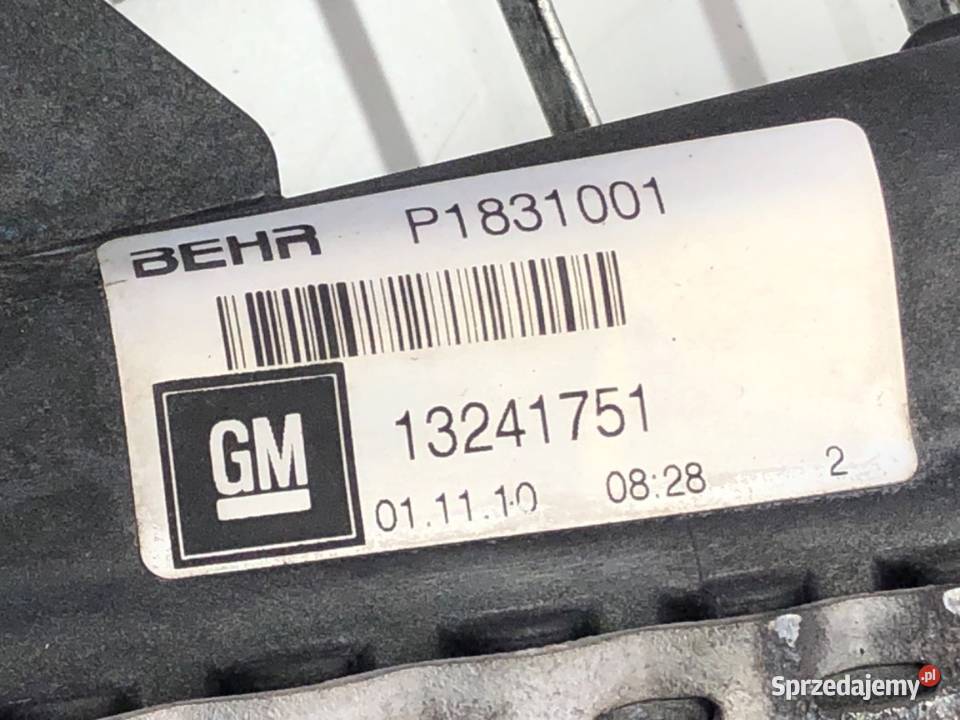 BEHR P1831001
GM 13241751
01.11.10 08:28 2
Sprzedajemy.pl